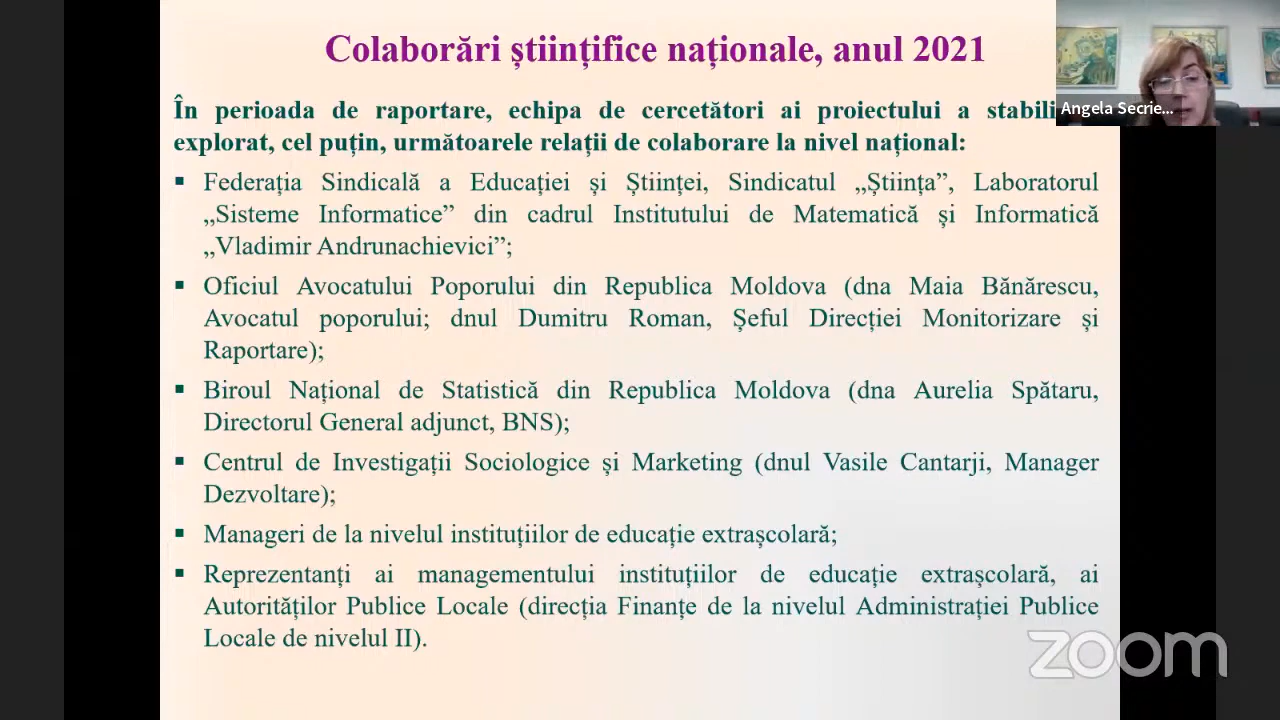 Colaborări științifice naționale, anul 2021
Angela Secrie...
În perioada de raportare, echipa de cercetători ai proiectului a stabili
explorat, cel puțin, următoarele relații de colaborare la nivel național:
▪ Federația Sindicală a Educației și Științei, Sindicatul „Știința”, Laboratorul
„Sisteme Informatice” din cadrul Institutului de Matematică și Informatică
„Vladimir Andrunachievici”;
▪ Oficiul Avocatului Poporului din Republica Moldova (dna Maia Bănărescu,
Avocatul poporului; dnul Dumitru Roman, Șeful Direcției Monitorizare și
Raportare);
▪ Biroul Național de Statistică din Republica Moldova (dna Aurelia Spătaru,
Directorul General adjunct, BNS);
▪ Centrul de Investigații Sociologice și Marketing (dnul Vasile Cantarji, Manager
Dezvoltare);
▪ Manageri de la nivelul instituțiilor de educație extrașcolară;
▪ Reprezentanți ai managementului instituțiilor de educație extrașcolară, ai
Autorităților Publice Locale (direcția Finanțe de la nivelul Administrației Publice
Locale de nivelul II).
zoom